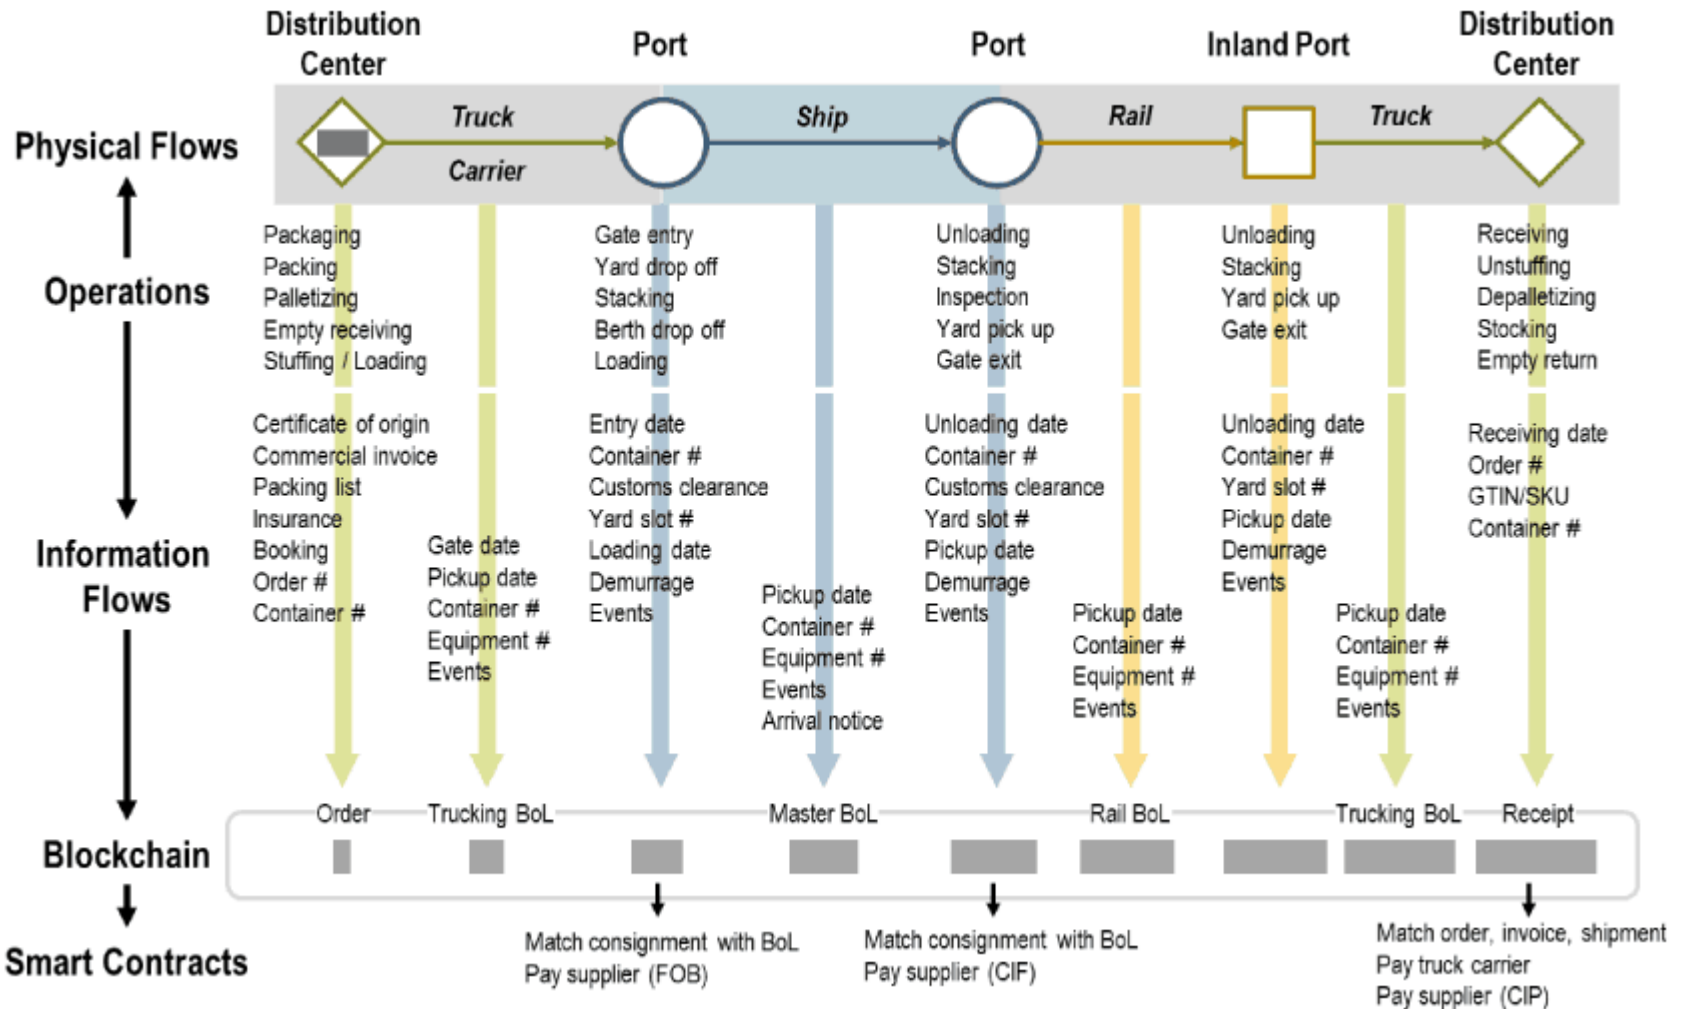 Distribution
Center
Port
Port
Inland Port
Distribution
Center
Physical Flows
Truck
Carrier
Ship
Rail
Truck
Operations
Packaging
Packing
Palletizing
Empty receiving
Stuffing / Loading
Gate entry
Yard drop off
Stacking
Berth drop off
Loading
Unloading
Stacking
Inspection
Yard pick up
Gate exit
Unloading
Stacking
Yard pick up
Gate exit
Receiving
Unstuffing
Depalletizing
Stocking
Empty return
Information
Flows
Certificate of origin
Commercial invoice
Packing list
Insurance
Booking
Order #
Container #
Gate date
Pickup date
Container #
Equipment #
Events
Entry date
Container #
Customs clearance
Yard slot #
Loading date
Demurrage
Events
Pickup date
Container #
Equipment #
Events
Arrival notice
Unloading date
Container #
Customs clearance
Yard slot #
Pickup date
Demurrage
Events
Pickup date
Container #
Equipment #
Events
Unloading date
Container #
Yard slot #
Pickup date
Demurrage
Events
Pickup date
Container #
Equipment #
Events
Receiving date
Order #
GTIN/SKU
Container #
Blockchain
Order
Trucking BoL
Master BoL
Rail BoL
Trucking BoL
Receipt
Smart Contracts
Match consignment with BoL
Pay supplier (FOB)
Match consignment with BoL
Pay supplier (CIF)
Match order, invoice, shipment
Pay truck carrier
Pay supplier (CIP)